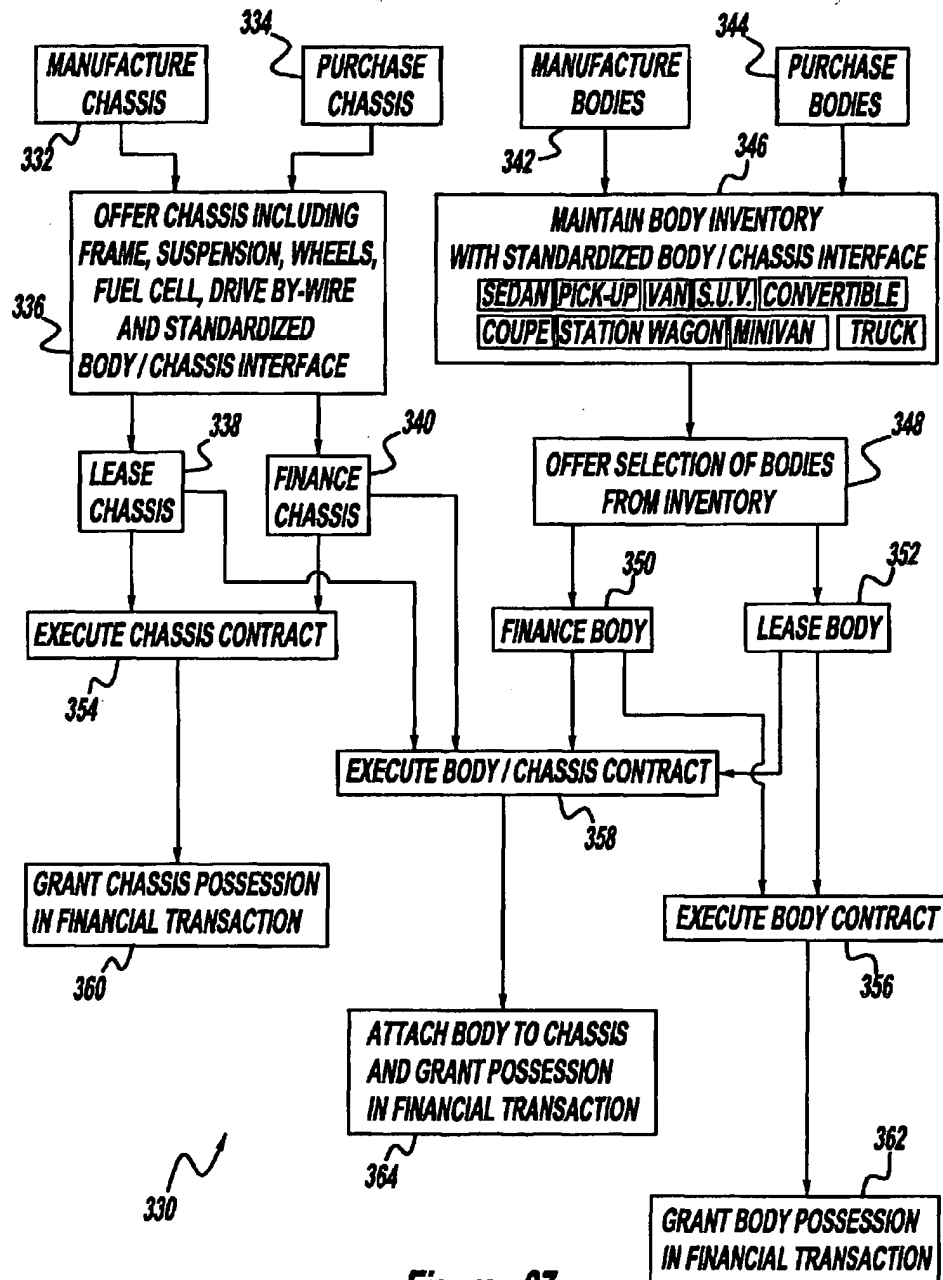 334
344
MANUFACTURE
CHASSIS
PURCHASE
CHASSIS
MANUFACTURE
BODIES
PURCHASE
BODIES
332
342
346
OFFER CHASSIS INCLUDING
FRAME, SUSPENSION, WHEELS,
FUEL CELL, DRIVE BY-WIRE
AND STANDARDIZED
BODY / CHASSIS INTERFACE
336
MAINTAIN BODY INVENTORY
WITH STANDARDIZED BODY / CHASSIS INTERFACE
SEDAN PICK-UP VAN S.U.V. CONVERTIBLE
COUPE STATION WAGON MINIVAN TRUCK
338
340
348
LEASE
CHASSIS
FINANCE
CHASSIS
OFFER SELECTION OF BODIES
FROM INVENTORY
350
352
EXECUTE CHASSIS CONTRACT
FINANCE BODY
LEASE BODY
354
EXECUTE BODY / CHASSIS CONTRACT
358
GRANT CHASSIS POSSESSION
IN FINANCIAL TRANSACTION
360
EXECUTE BODY CONTRACT
356
ATTACH BODY TO CHASSIS
AND GRANT POSSESSION
IN FINANCIAL TRANSACTION
364
330
362
GRANT BODY POSSESSION
IN FINANCIAL TRANSACTION